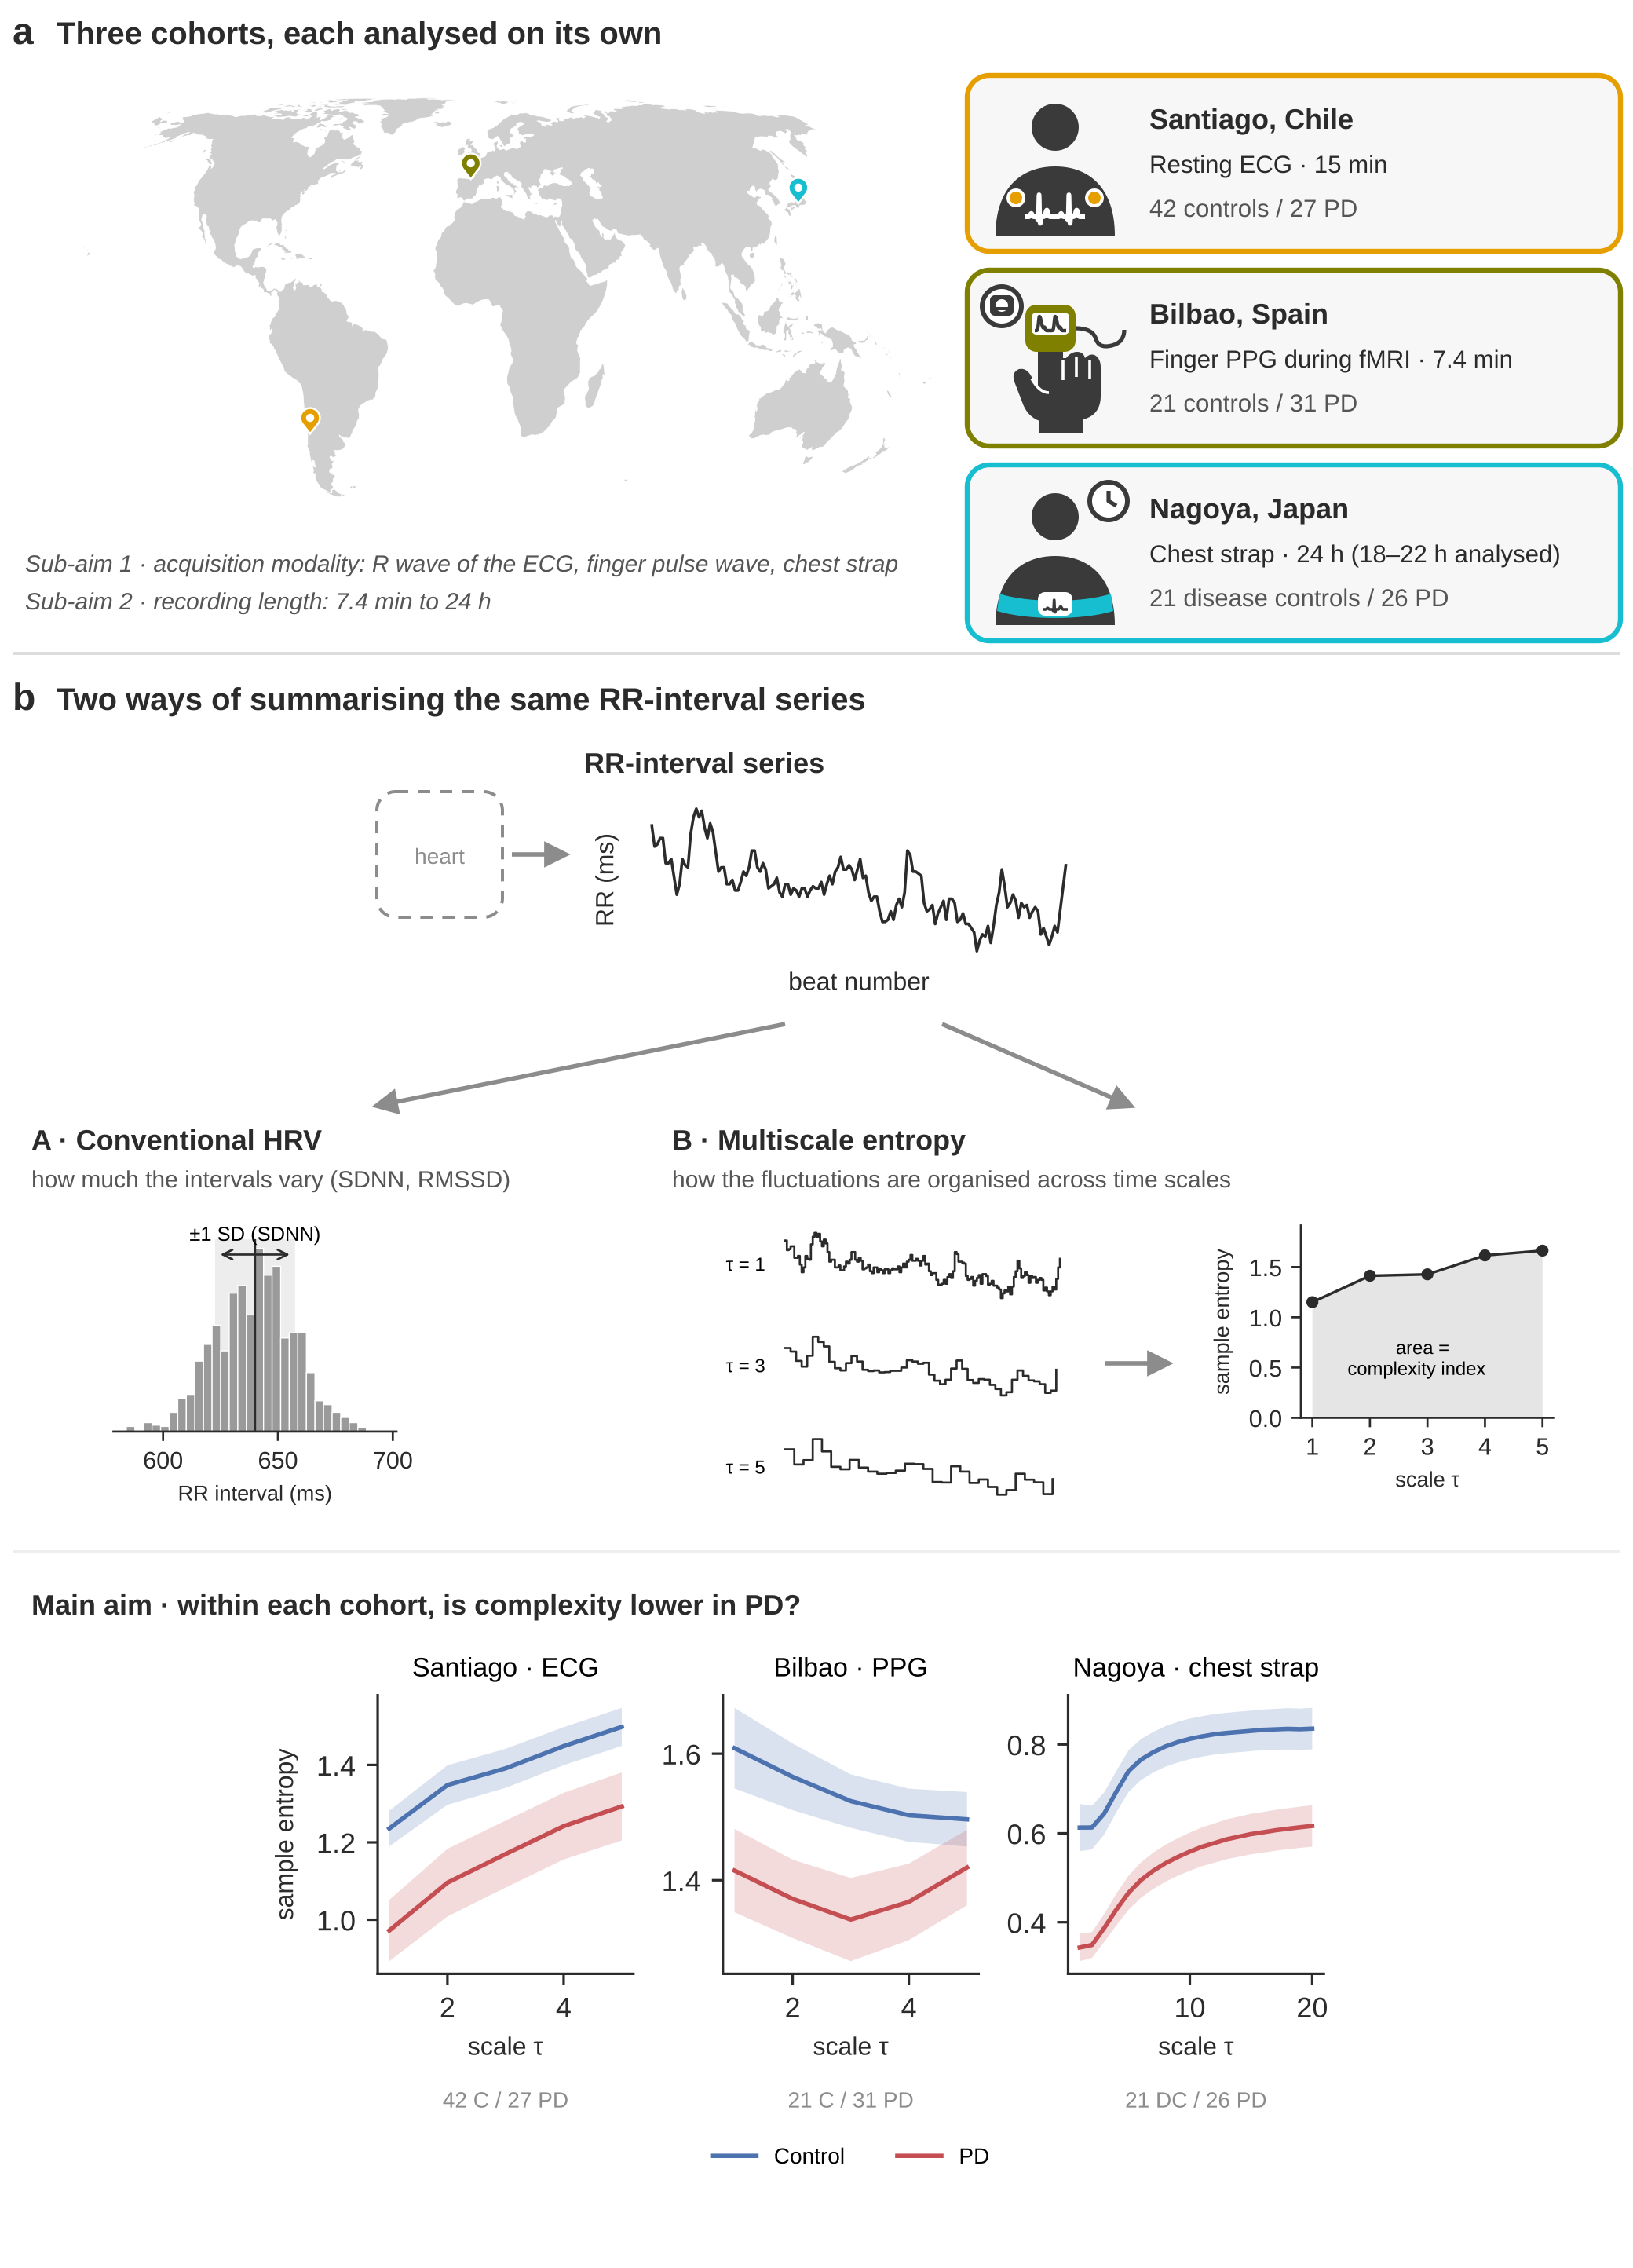 a Three cohorts, each analysed on its own
Santiago, Chile
Resting ECG · 15 min
42 controls / 27 PD
Bilbao, Spain
Finger PPG during fMRI · 7.4 min
21 controls / 31 PD
Nagoya, Japan
Chest strap · 24 h (18–22 h analysed)
21 disease controls / 26 PD
Sub-aim 1 · acquisition modality: R wave of the ECG, finger pulse wave, chest strap
Sub-aim 2 · recording length: 7.4 min to 24 h
b Two ways of summarising the same RR-interval series
RR-interval series
heart
RR (ms)
beat number
A · Conventional HRV
how much the intervals vary (SDNN, RMSSD)
±1 SD (SDNN)
600 650 700
RR interval (ms)
B · Multiscale entropy
how the fluctuations are organised across time scales
τ = 1
τ = 3
τ = 5
sample entropy
1.5
1.0
0.5
0.0
area =
complexity index
1 2 3 4 5
scale τ
Main aim · within each cohort, is complexity lower in PD?
Santiago · ECG
sample entropy
1.4
1.2
1.0
2 4
scale τ
42 C / 27 PD
Bilbao · PPG
1.6
1.4
2 4
scale τ
21 C / 31 PD
Nagoya · chest strap
0.8
0.6
0.4
10 20
scale τ
21 DC / 26 PD
Control PD